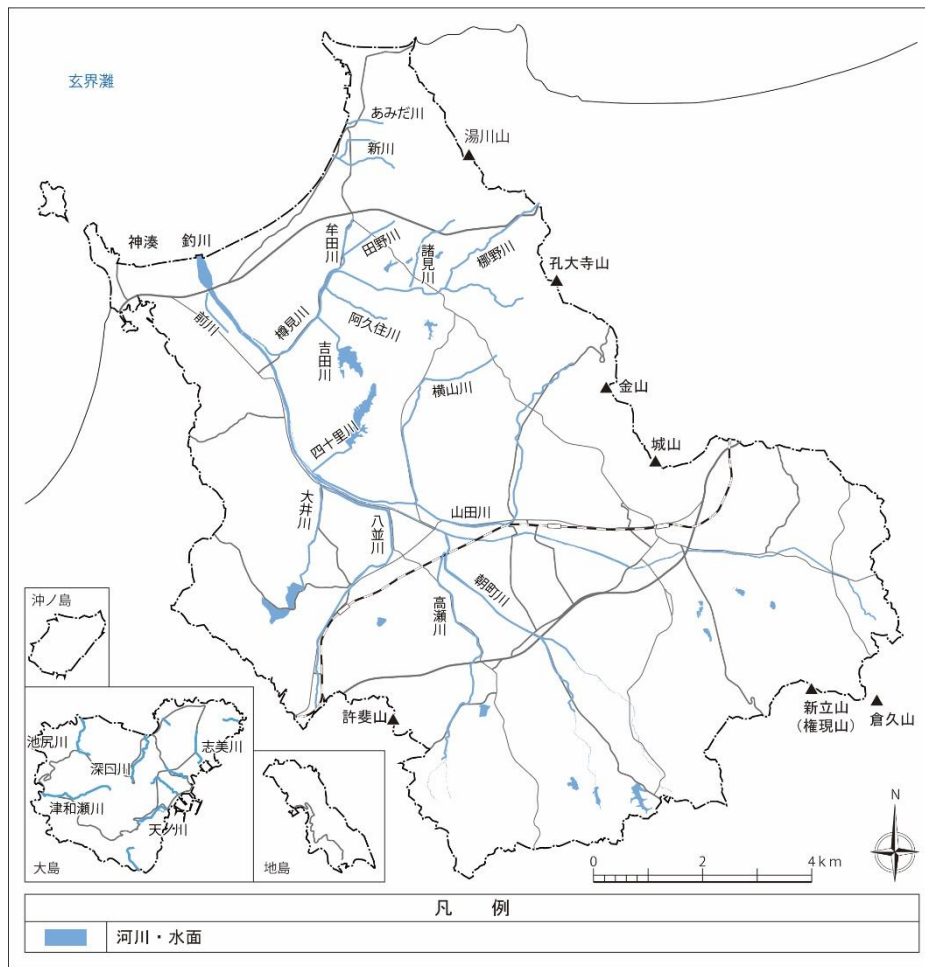 玄界灘
あみだ川
湯川山
新川
神湊
釣川
牟田川
田野川
諸見川
梛野川
孔大寺山
前川
樽見川
阿久住川
吉田川
横山川
金山
四十里川
城山
大井川
八並川
山田川
朝町川
高瀬川
沖ノ島
許斐山
新立山
(権現山)
倉久山
池尻川
志美川
深曰川
津和瀬川
天ノ川
大島
地島
N
0 2 4km
凡 例
河川・水面